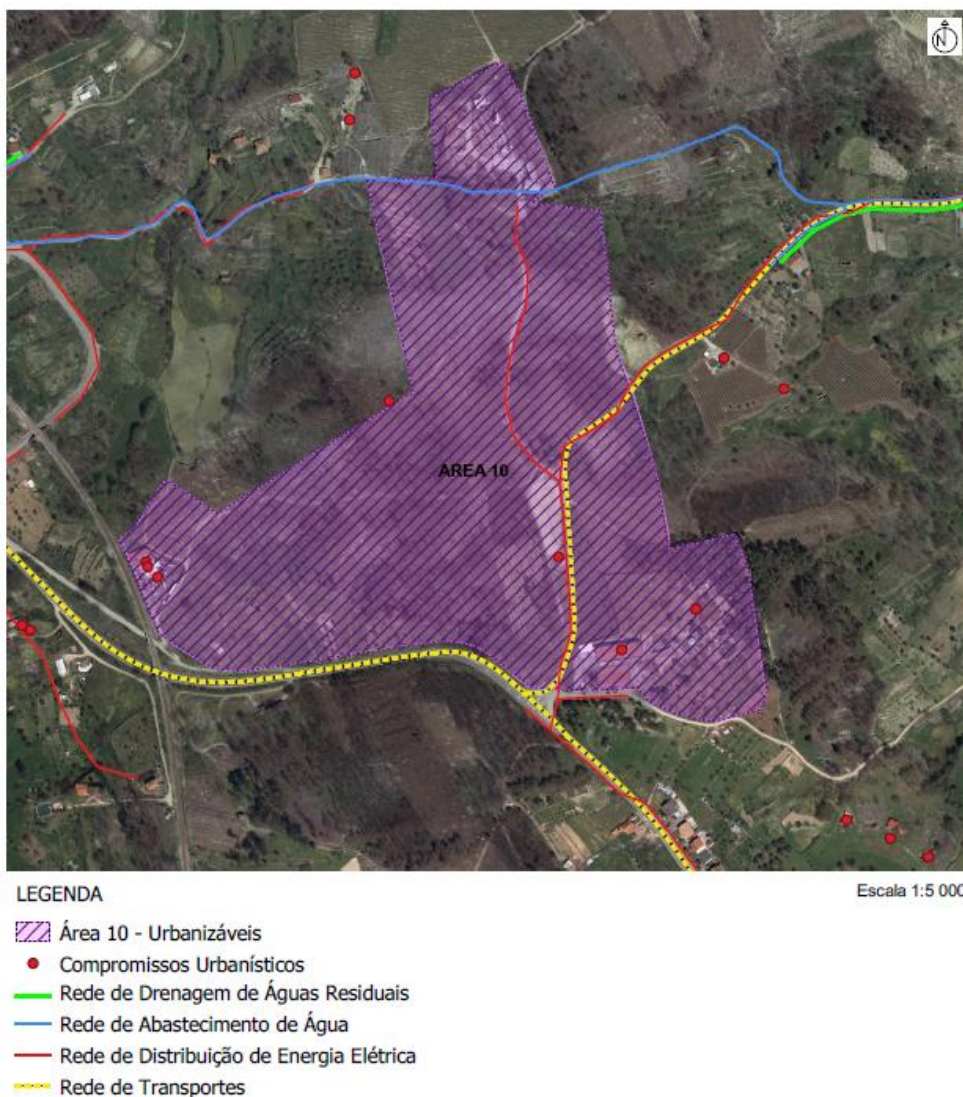 N
AREA 10
LEGENDA
Escala 1:5 000
Área 10 - Urbanizáveis
Compromissos Urbanísticos
Rede de Drenagem de Águas Residuais
Rede de Abastecimento de Água
Rede de Distribuição de Energia Elétrica
Rede de Transportes